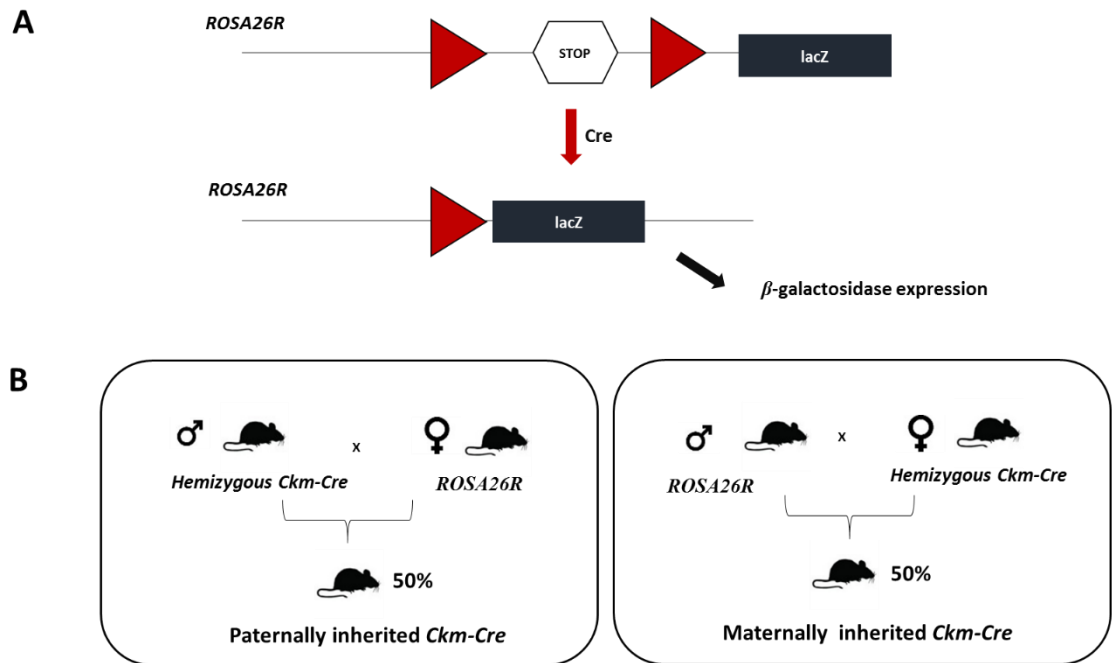 A
ROSA26R
STOP
lacZ
Cre
ROSA26R
lacZ
β-galactosidase expression
B
♂ x ♀
Hemizygous Ckm-Cre ROSA26R
50%
Paternally inherited Ckm-Cre
♂ x ♀
ROSA26R Hemizygous Ckm-Cre
50%
Maternally inherited Ckm-Cre